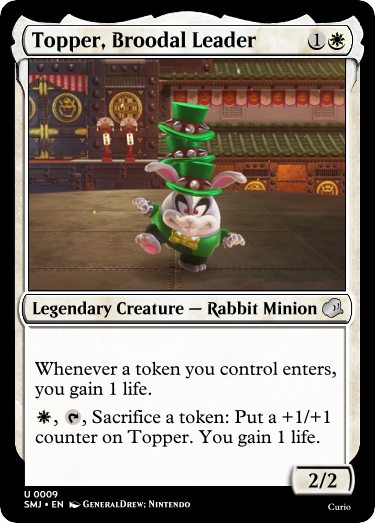 Topper, Broodal Leader 1
Legendary Creature — Rabbit Minion
Whenever a token you control enters,
you gain 1 life.
, , Sacrifice a token: Put a +1/+1
counter on Topper. You gain 1 life.
2/2
U 0009
SMJ • EN GeneralDrew; Nintendo
Curio